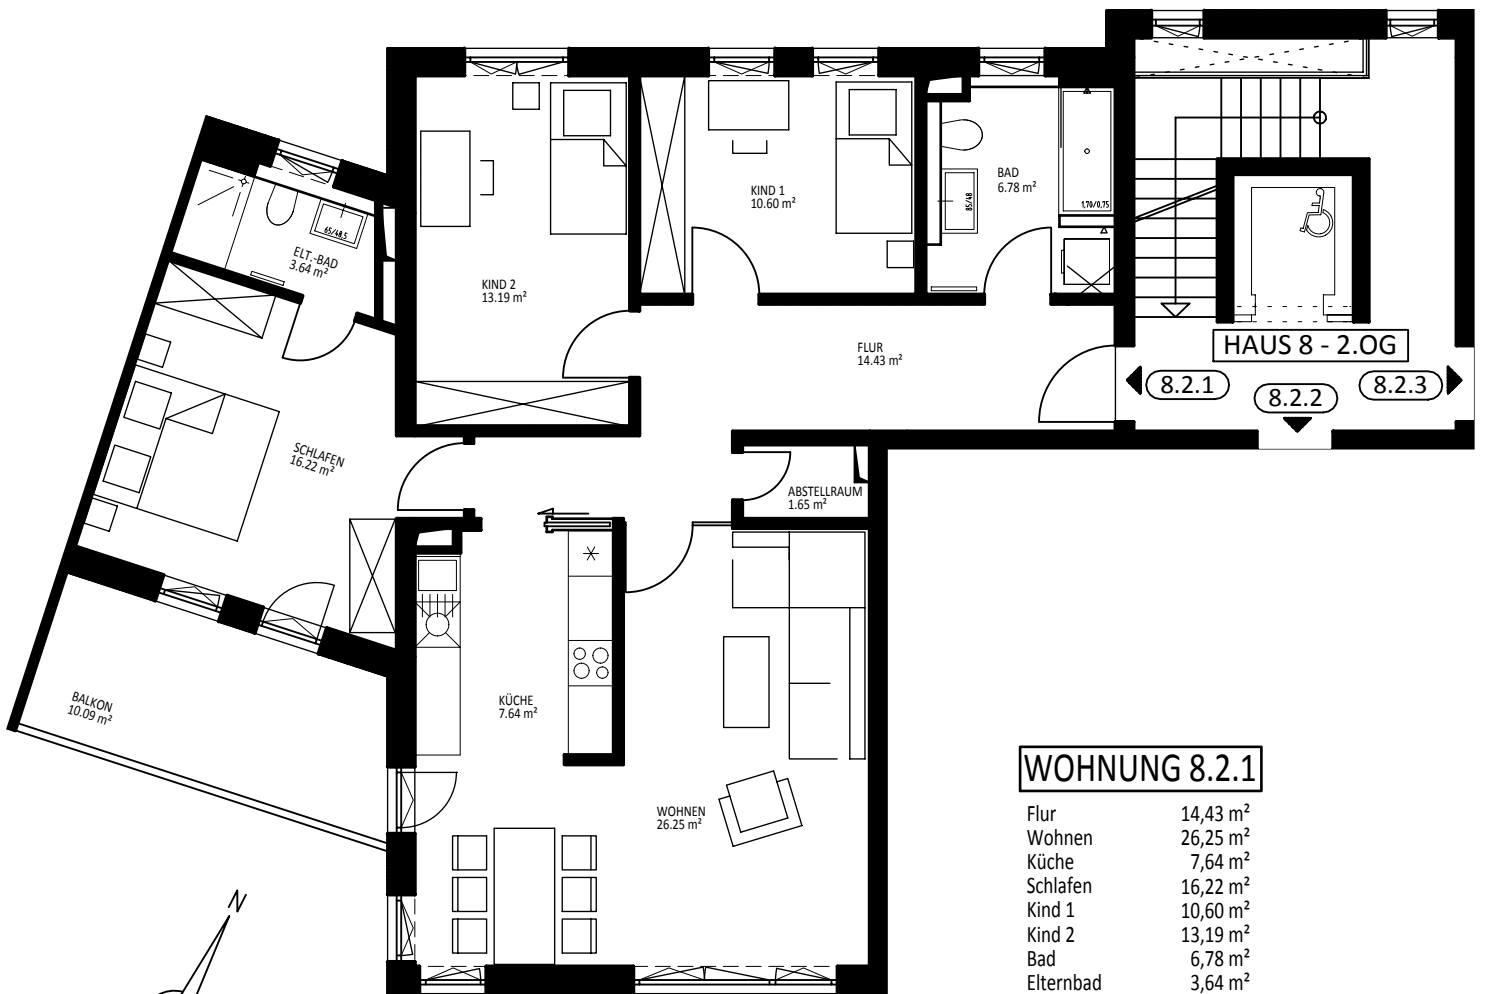 BAD
6.78 m²
85/48
1,70/0,75
KIND 1
10.60 m²
65/48.5
ELT.-BAD
3.64 m²
KIND 2
13.19 m²
FLUR
14.43 m²
HAUS 8 - 2.OG
8.2.1
8.2.2
8.2.3
SCHLAFEN
16.22 m²
ABSTELLRAUM
1.65 m²
BALKON
10.09 m²
KÜCHE
7.64 m²
WOHNEN
26.25 m²
WOHNUNG 8.2.1
Flur 14,43 m²
Wohnen 26,25 m²
Küche 7,64 m²
Schlafen 16,22 m²
Kind 1 10,60 m²
Kind 2 13,19 m²
Bad 6,78 m²
Elternbad 3,64 m²
N